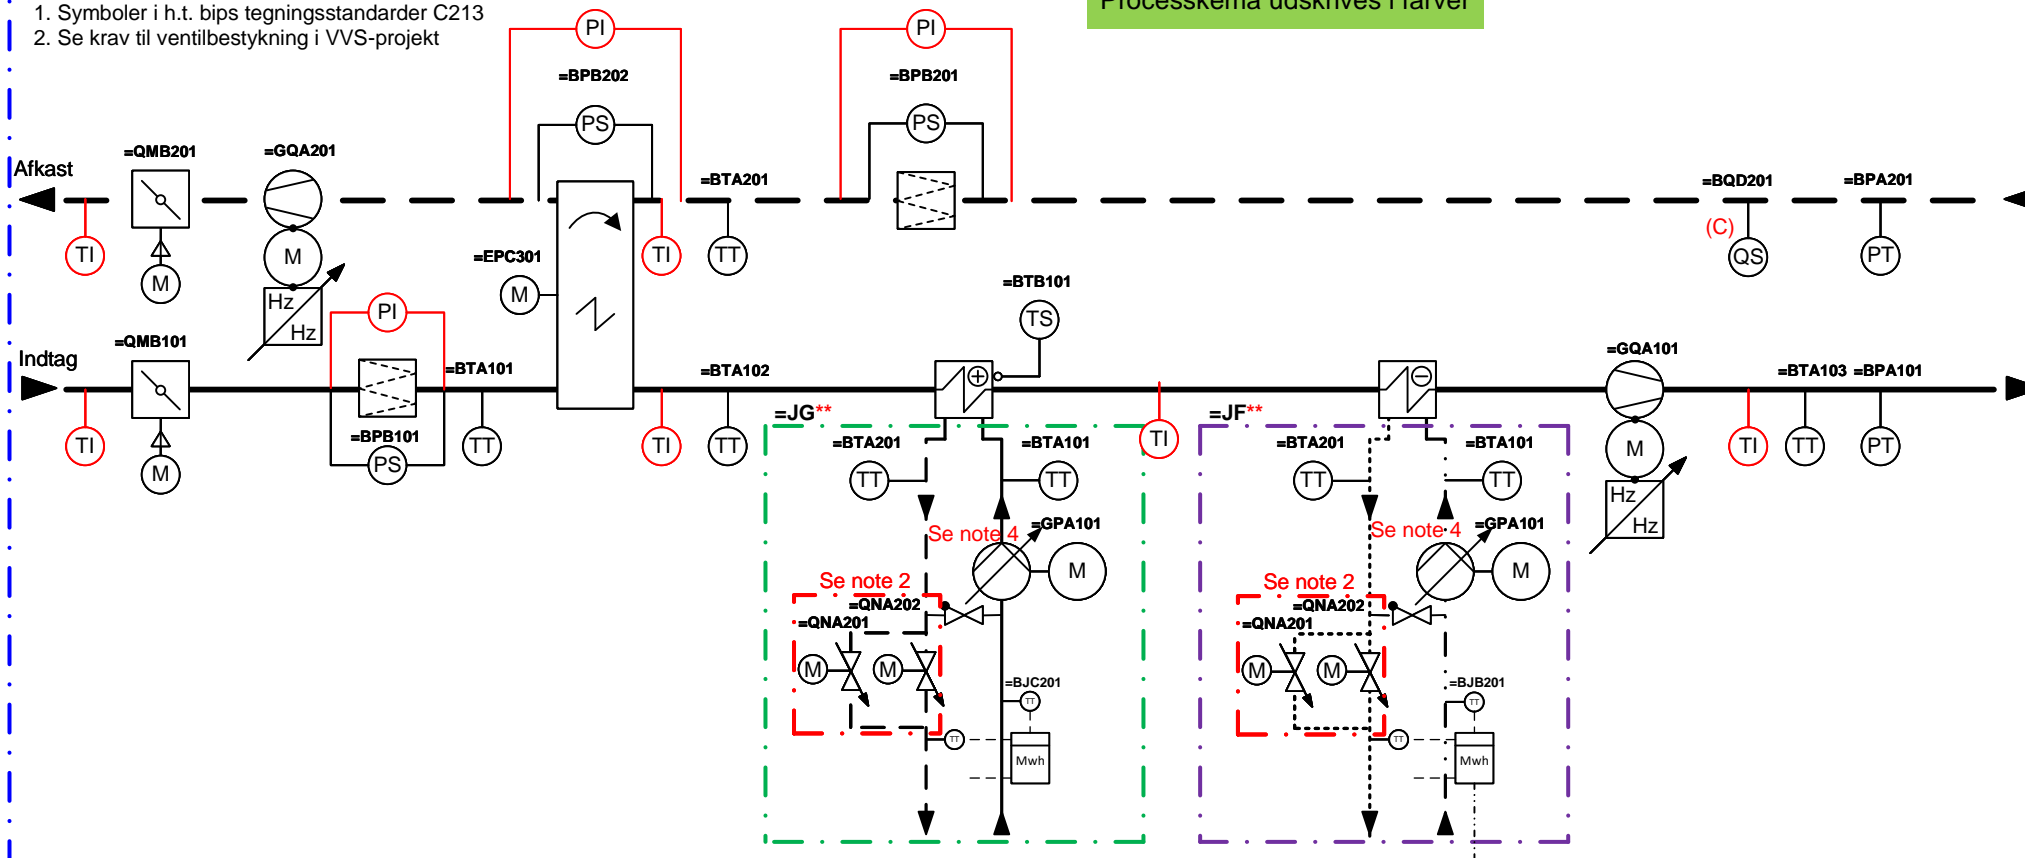 1. Symboler i h.t. bips tegningsstandarder C213
2. Se krav til ventilbestykning i VVS-projekt
Processkema udskrives i farver
PI
PI
=BPB202
=BPB201
PS
PS
=QMB201
=GQA201
Afkast
=BTA201
=BQD201
=BPA201
(C)
TI
M
M
TI
TT
QS
PT
=EPC301
M
Hz
Hz
=BTB101
TS
PI
Indtag
=QMB101
=BTA101
=BTA102
=GQA101
=BTA103
=BPA101
=JG**
=JF**
TI
M
=BPB101
PS
TT
TI
TT
=BTA201
=BTA101
TI
=BTA201
=BTA101
M
TI
TT
PT
TT
TT
TT
TT
Hz
Hz
Se note 4
=GPA101
Se note 4
=GPA101
M
M
Se note 2
Se note 2
=QNA202
=QNA202
=QNA201
=QNA201
M
M
M
M
=BJC201
=BJB201
TT
TT
TT
TT
Mwh
Mwh